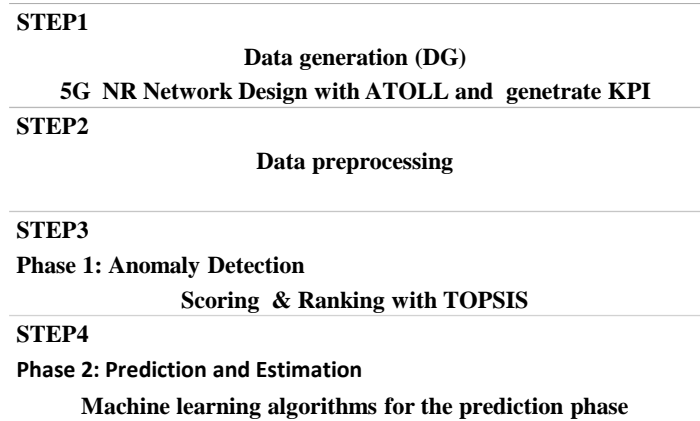 STEP1
Data generation (DG)
5G NR Network Design with ATOLL and genetrate KPI
STEP2
Data preprocessing
STEP3
Phase 1: Anomaly Detection
Scoring & Ranking with TOPSIS
STEP4
Phase 2: Prediction and Estimation
Machine learning algorithms for the prediction phase